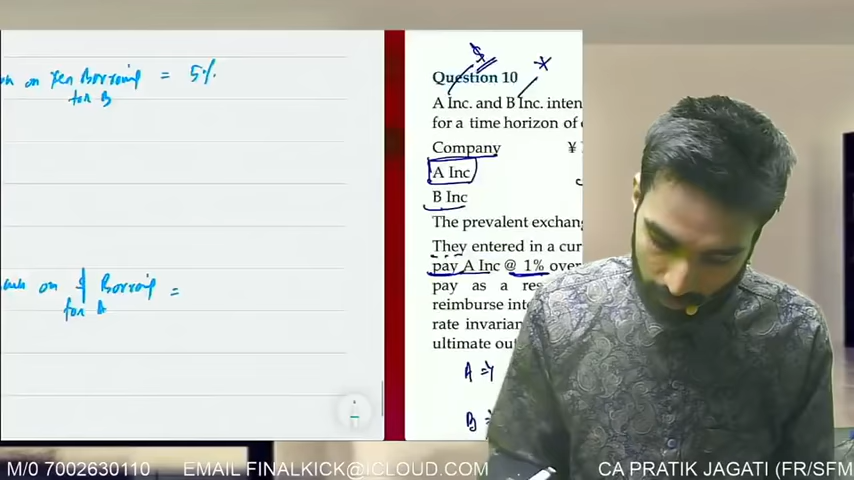 on Yen Borrowing = 5%
for B
on $ Borrowing =
for A
$
¥
Question 10
A Inc. and B Inc. inten
for a time horizon of
Company ¥
A Inc
B Inc
The prevalent exchan
They entered in a cur
pay A Inc @ 1% over
pay as a res
reimburse inte
rate invarian
ultimate out
A ⇒
B
M/0 7002630110 EMAIL FINALKICK@ICLOUD.COM CA PRATIK JAGATI (FR/SFM